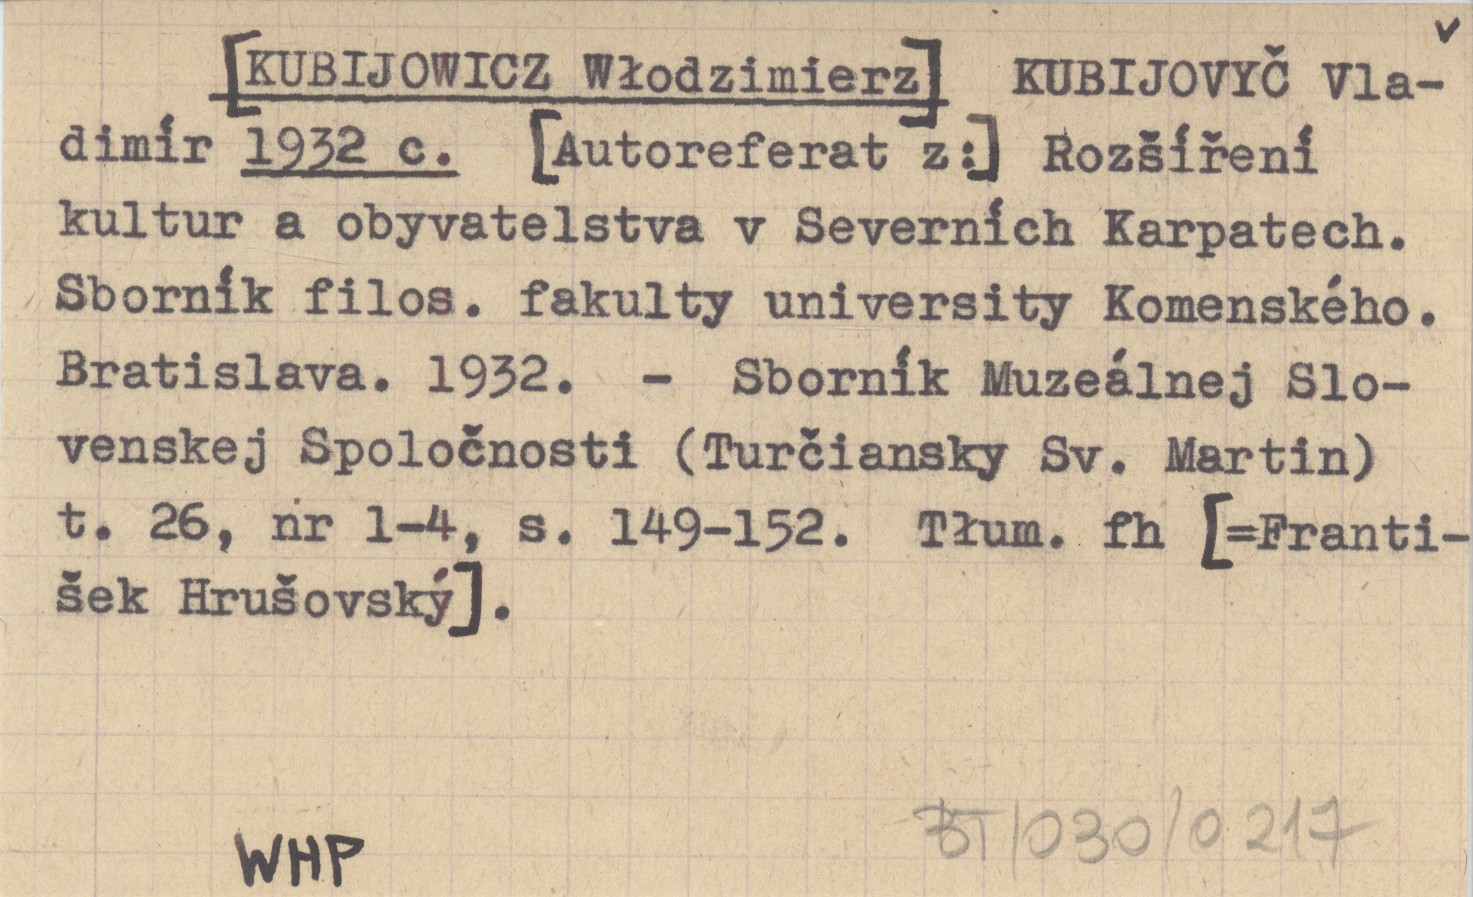 [KUBIJOWICZ Włodzimierz] KUBIJOVYČ Vla-
dimír 1932 c. [Autoreferat z:] Rozšíření
kultur a obyvatelstva v Severních Karpatech.
Sborník filos. fakulty university Komenského.
Bratislava. 1932. - Sborník Muzeálnej Slo-
venskej Spoločnosti (Turčiansky Sv. Martin)
t. 26, nr 1-4, s. 149-152. Tłum. fh [=Franti-
šek Hrušovský].
BT/030/0217
WHP